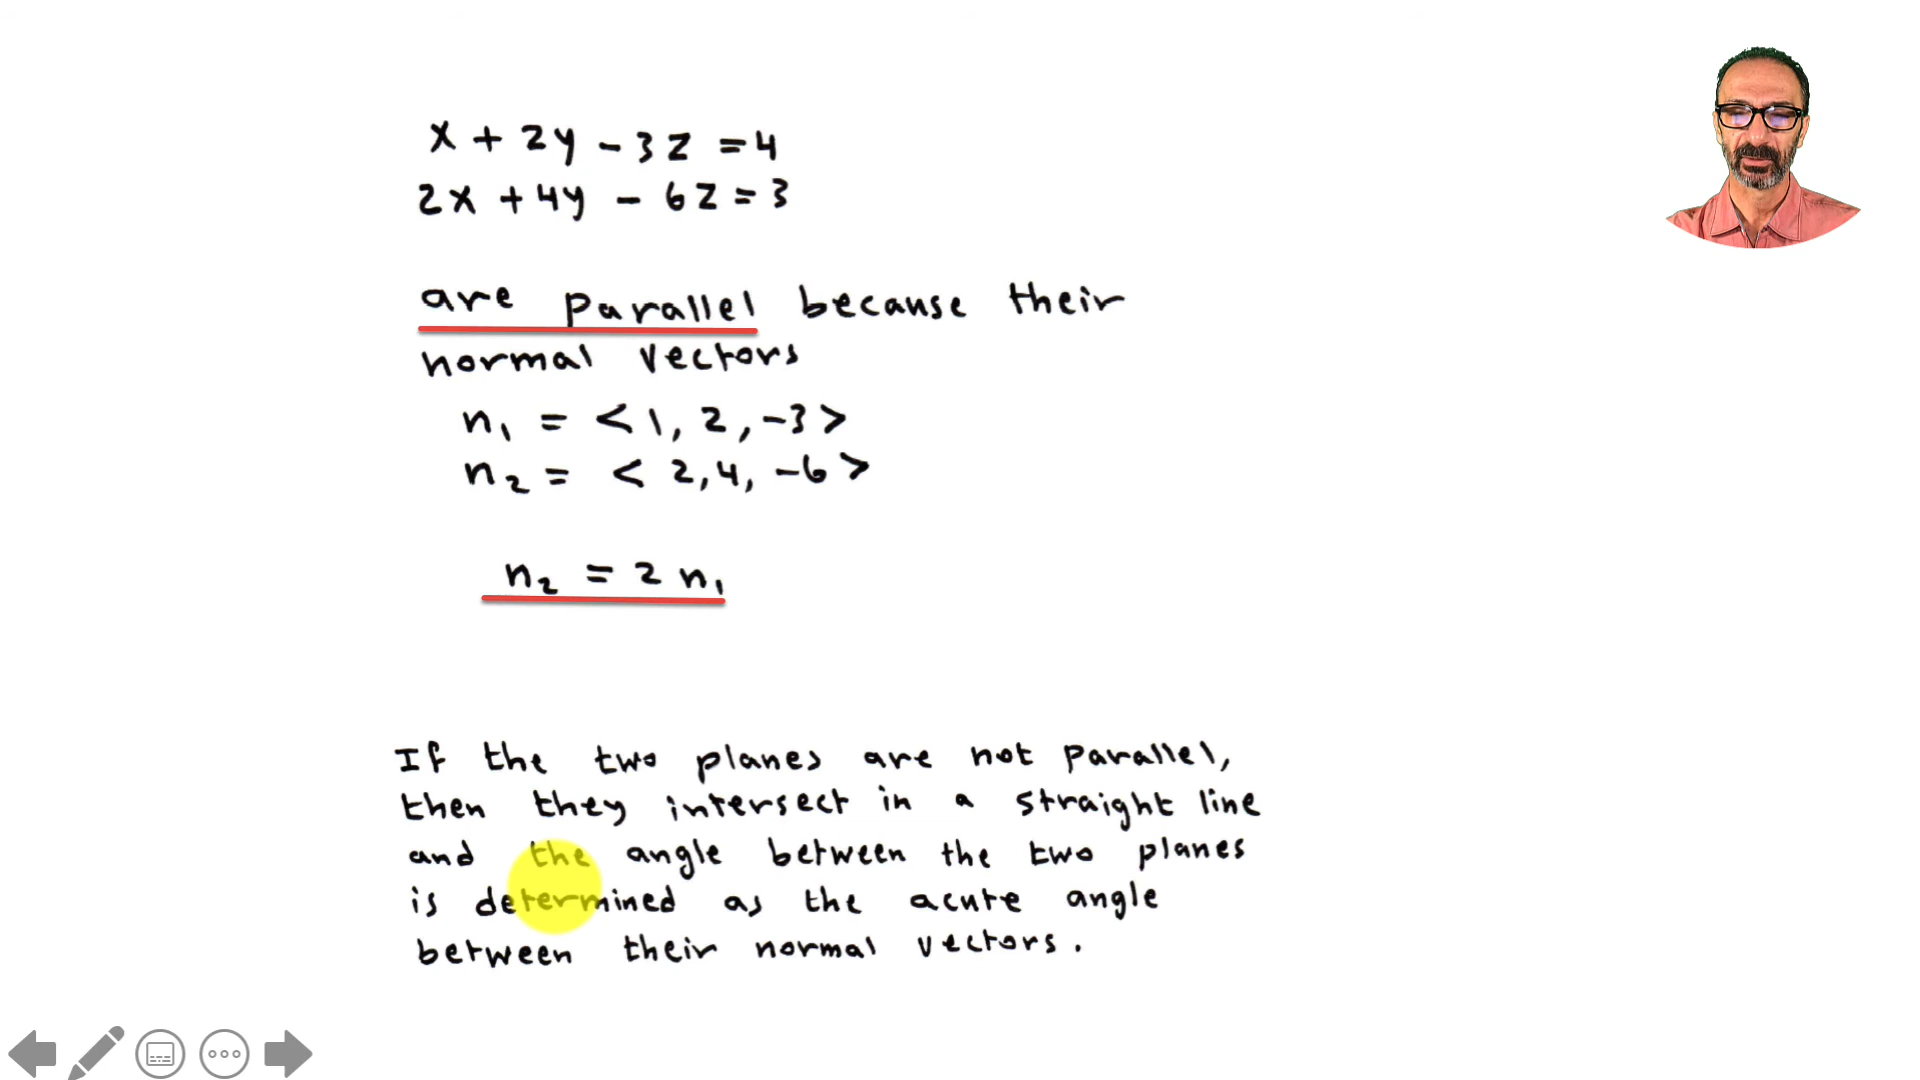 x + 2y - 3z = 4
2x + 4y - 6z = 3
are parallel because their
normal vectors
n₁ = < 1, 2, -3 >
n₂ = < 2, 4, -6 >
n₂ = 2 n₁
If the two planes are not parallel,
then they intersect in a straight line
and the angle between the two planes
is determined as the acute angle
between their normal vectors.